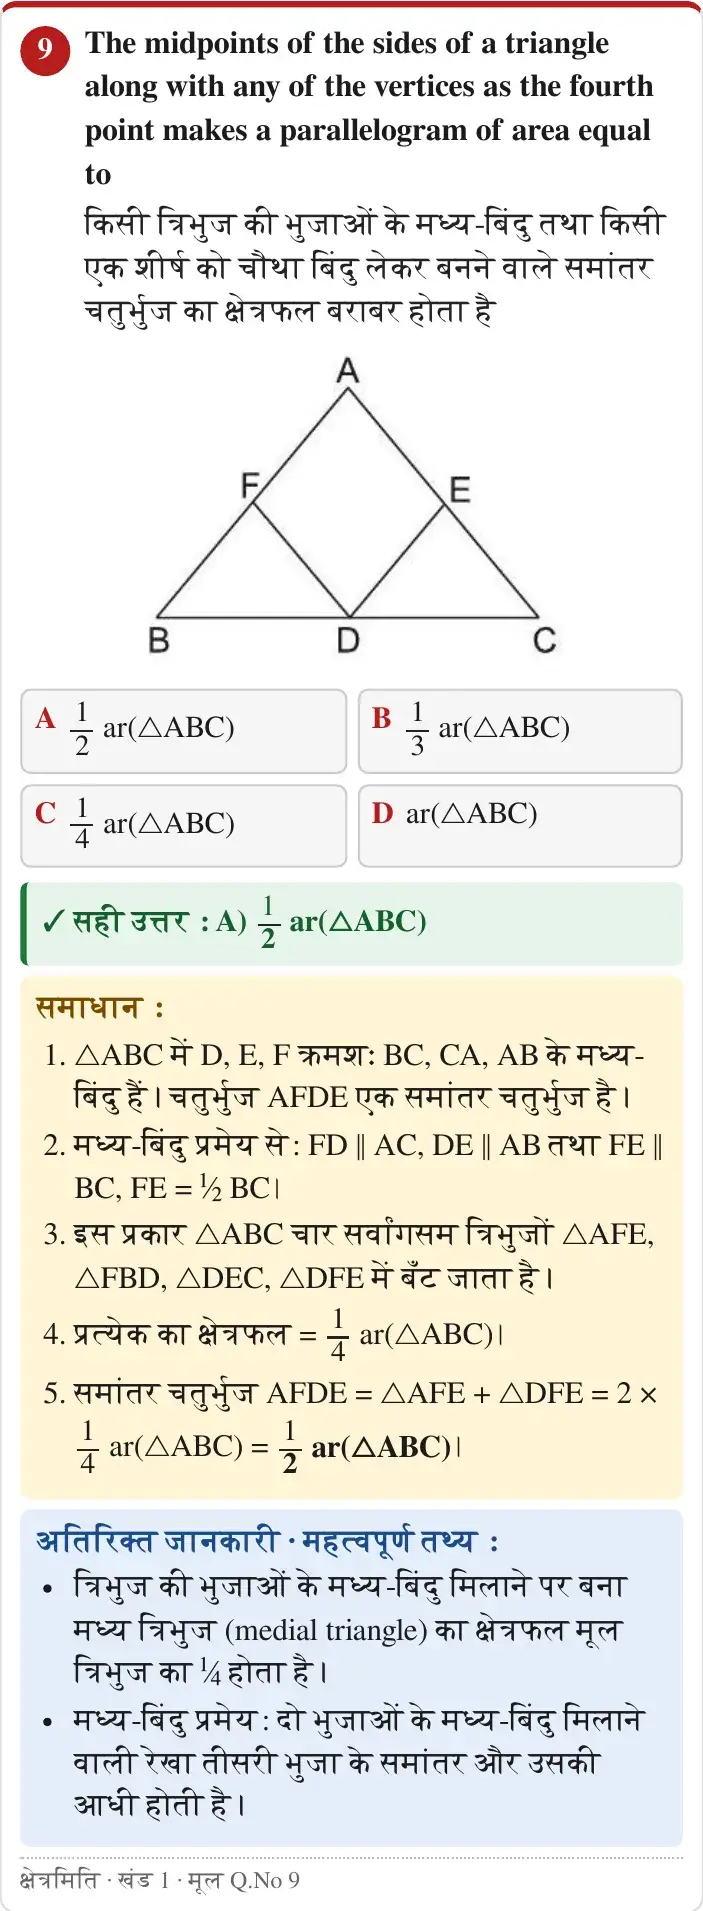 9 The midpoints of the sides of a triangle
along with any of the vertices as the fourth
point makes a parallelogram of area equal
to
किसी त्रिभुज की भुजाओं के मध्य-बिंदु तथा किसी
एक शीर्ष को चौथा बिंदु लेकर बनने वाले समांतर
चतुर्भुज का क्षेत्रफल बराबर होता है
A
F E
B D C
A 1/2 ar(△ABC) B 1/3 ar(△ABC)
C 1/4 ar(△ABC) D ar(△ABC)
✓ सही उत्तर : A) 1/2 ar(△ABC)
समाधान :
1. △ABC में D, E, F क्रमशः BC, CA, AB के मध्य-
बिंदु हैं। चतुर्भुज AFDE एक समांतर चतुर्भुज है।
2. मध्य-बिंदु प्रमेय से : FD || AC, DE || AB तथा FE ||
BC, FE = ½ BC।
3. इस प्रकार △ABC चार सर्वांगसम त्रिभुजों △AFE,
△FBD, △DEC, △DFE में बँट जाता है।
4. प्रत्येक का क्षेत्रफल = 1/4 ar(△ABC)।
5. समांतर चतुर्भुज AFDE = △AFE + △DFE = 2 ×
1/4 ar(△ABC) = 1/2 ar(△ABC)।
अतिरिक्त जानकारी · महत्वपूर्ण तथ्य :
• त्रिभुज की भुजाओं के मध्य-बिंदु मिलाने पर बना
मध्य त्रिभुज (medial triangle) का क्षेत्रफल मूल
त्रिभुज का ¼ होता है।
• मध्य-बिंदु प्रमेय : दो भुजाओं के मध्य-बिंदु मिलाने
वाली रेखा तीसरी भुजा के समांतर और उसकी
आधी होती है।
क्षेत्रमिति · खंड 1 · मूल Q.No 9